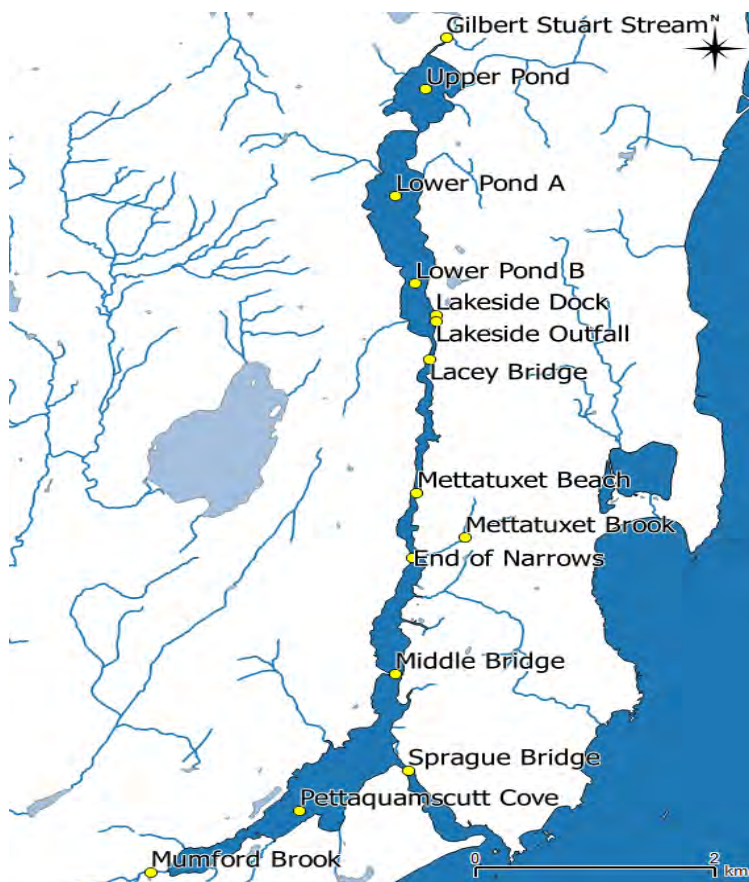 Gilbert Stuart Stream
N
Upper Pond
Lower Pond A
Lower Pond B
Lakeside Dock
Lakeside Outfall
Lacey Bridge
Mettatuxet Beach
Mettatuxet Brook
End of Narrows
Middle Bridge
Sprague Bridge
Pettaquamscutt Cove
Mumford Brook
0 2
km